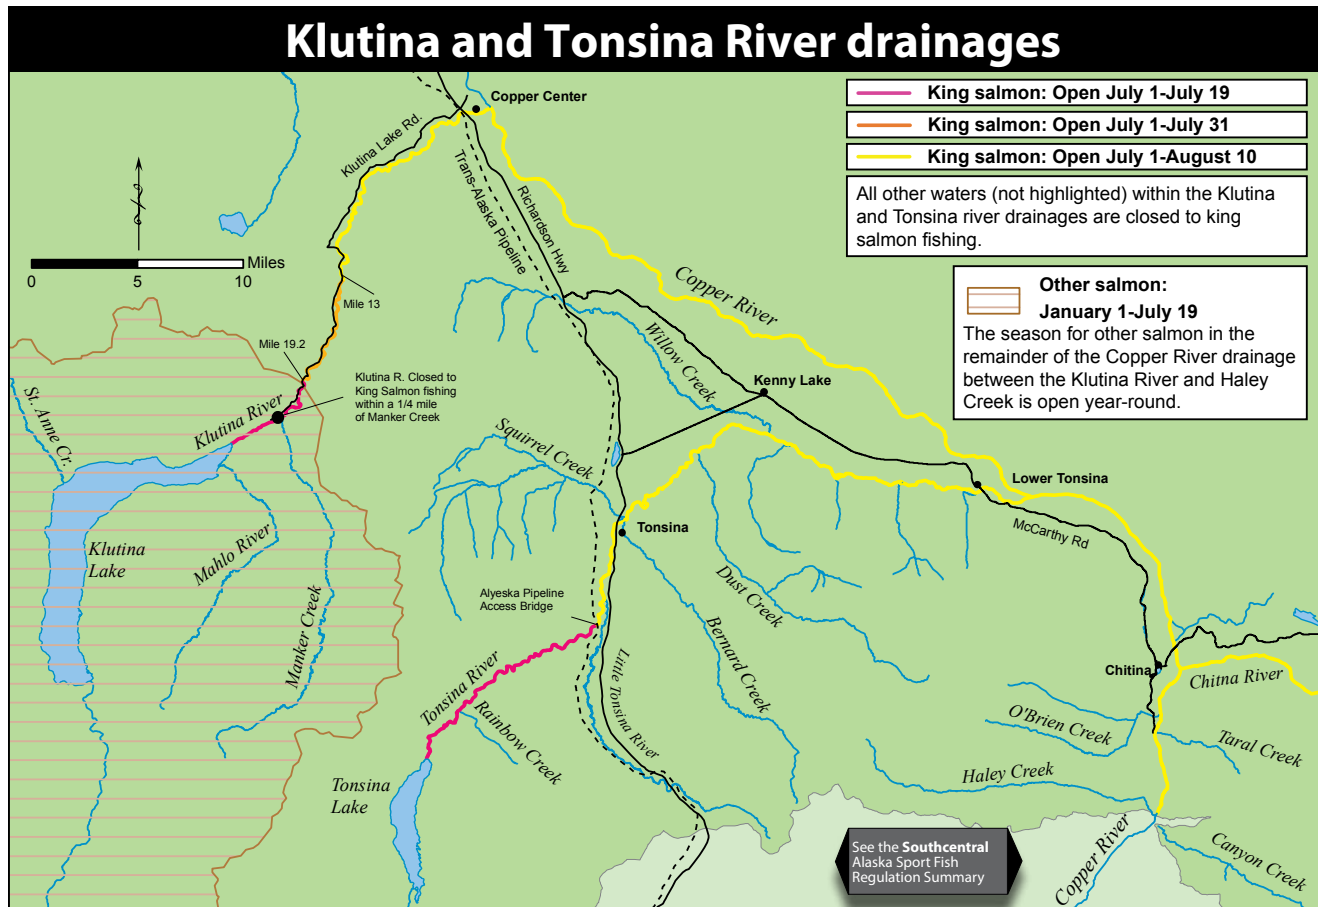 Klutina and Tonsina River drainages
Copper Center
Klutina Lake Rd.
Trans-Alaska Pipeline
Richardson Hwy
King salmon: Open July 1-July 19
King salmon: Open July 1-July 31
King salmon: Open July 1-August 10
All other waters (not highlighted) within the Klutina
and Tonsina river drainages are closed to king
salmon fishing.
Other salmon:
January 1-July 19
The season for other salmon in the
remainder of the Copper River drainage
between the Klutina River and Haley
Creek is open year-round.
Miles
0 5 10
Mile 13
Mile 19.2
Klutina R. Closed to
King Salmon fishing
within a 1/4 mile
of Manker Creek
Copper River
Willow Creek
Kenny Lake
St. Anne Cr.
Klutina River
Squirrel Creek
Lower Tonsina
Tonsina
McCarthy Rd
Klutina
Lake
Mahlo River
Manker Creek
Alyeska Pipeline
Access Bridge
Dust Creek
Bernard Creek
Tonsina River
Little Tonsina River
Rainbow Creek
Chitina
Chitna River
O'Brien Creek
Taral Creek
Haley Creek
Tonsina
Lake
Copper River
Canyon Creek
See the Southcentral
Alaska Sport Fish
Regulation Summary